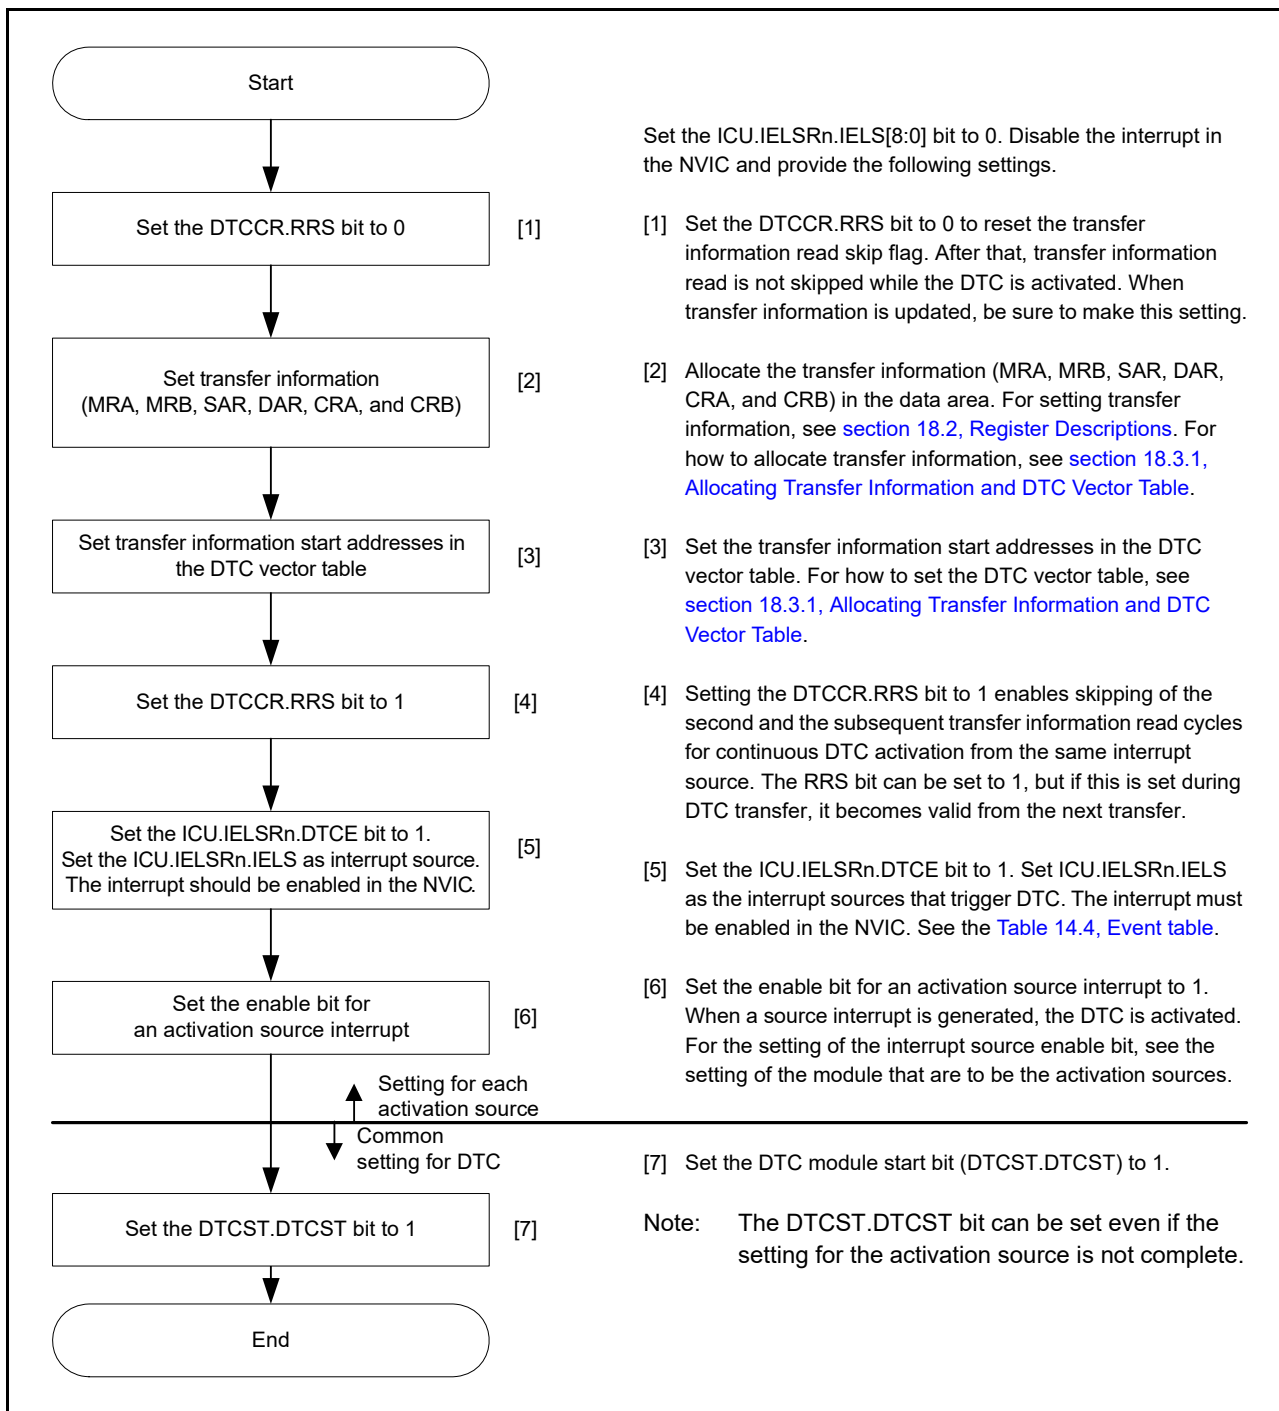 Start
Set the DTCCR.RRS bit to 0
[1]
Set transfer information
(MRA, MRB, SAR, DAR, CRA, and CRB)
[2]
Set transfer information start addresses in
the DTC vector table
[3]
Set the DTCCR.RRS bit to 1
[4]
Set the ICU.IELSRn.DTCE bit to 1.
Set the ICU.IELSRn.IELS as interrupt source.
The interrupt should be enabled in the NVIC.
[5]
Set the enable bit for
an activation source interrupt
[6]
Setting for each
activation source
Common
setting for DTC
Set the DTCST.DTCST bit to 1
[7]
End
Set the ICU.IELSRn.IELS[8:0] bit to 0. Disable the interrupt in
the NVIC and provide the following settings.
[1] Set the DTCCR.RRS bit to 0 to reset the transfer
information read skip flag. After that, transfer information
read is not skipped while the DTC is activated. When
transfer information is updated, be sure to make this setting.
[2] Allocate the transfer information (MRA, MRB, SAR, DAR,
CRA, and CRB) in the data area. For setting transfer
information, see section 18.2, Register Descriptions. For
how to allocate transfer information, see section 18.3.1,
Allocating Transfer Information and DTC Vector Table.
[3] Set the transfer information start addresses in the DTC
vector table. For how to set the DTC vector table, see
section 18.3.1, Allocating Transfer Information and DTC
Vector Table.
[4] Setting the DTCCR.RRS bit to 1 enables skipping of the
second and the subsequent transfer information read cycles
for continuous DTC activation from the same interrupt
source. The RRS bit can be set to 1, but if this is set during
DTC transfer, it becomes valid from the next transfer.
[5] Set the ICU.IELSRn.DTCE bit to 1. Set ICU.IELSRn.IELS
as the interrupt sources that trigger DTC. The interrupt must
be enabled in the NVIC. See the Table 14.4, Event table.
[6] Set the enable bit for an activation source interrupt to 1.
When a source interrupt is generated, the DTC is activated.
For the setting of the interrupt source enable bit, see the
setting of the module that are to be the activation sources.
[7] Set the DTC module start bit (DTCST.DTCST) to 1.
Note: The DTCST.DTCST bit can be set even if the
setting for the activation source is not complete.